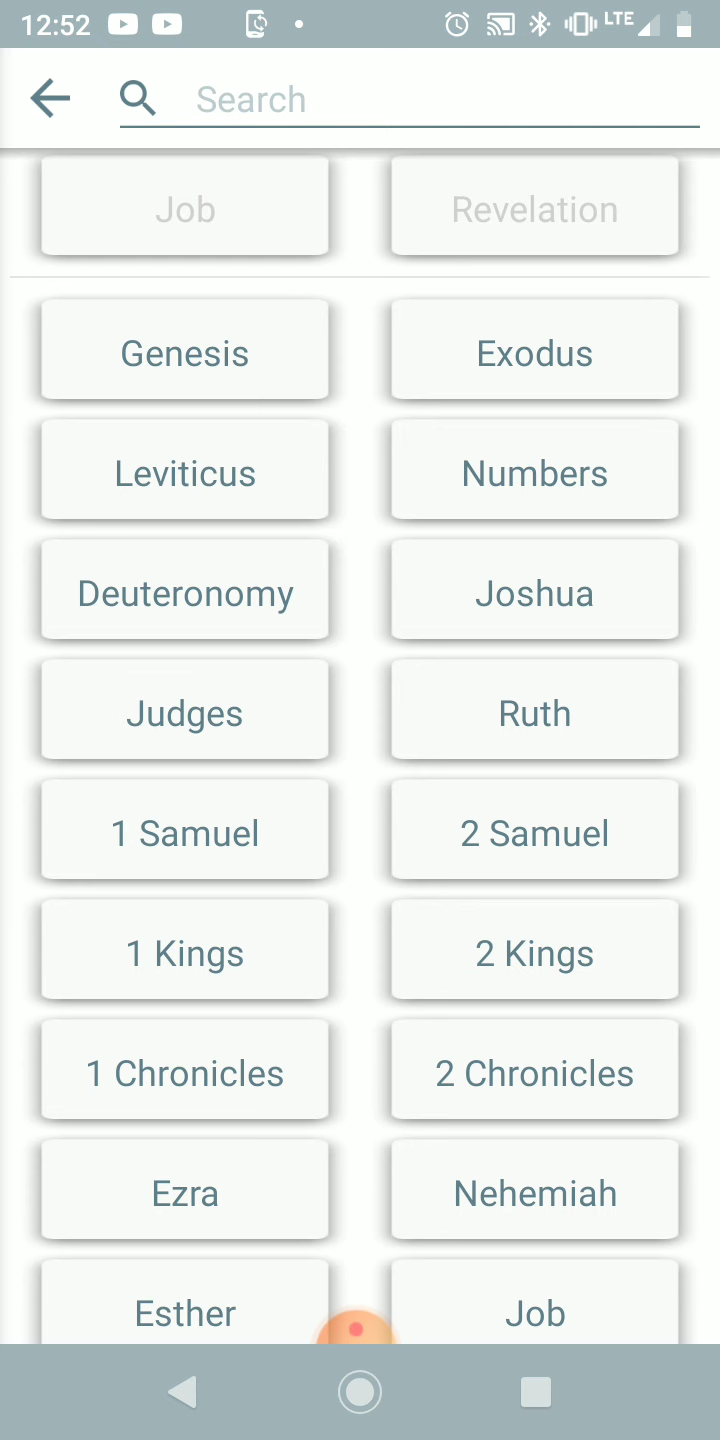 12:52 LTE
Search
Job Revelation
Genesis Exodus
Leviticus Numbers
Deuteronomy Joshua
Judges Ruth
1 Samuel 2 Samuel
1 Kings 2 Kings
1 Chronicles 2 Chronicles
Ezra Nehemiah
Esther Job